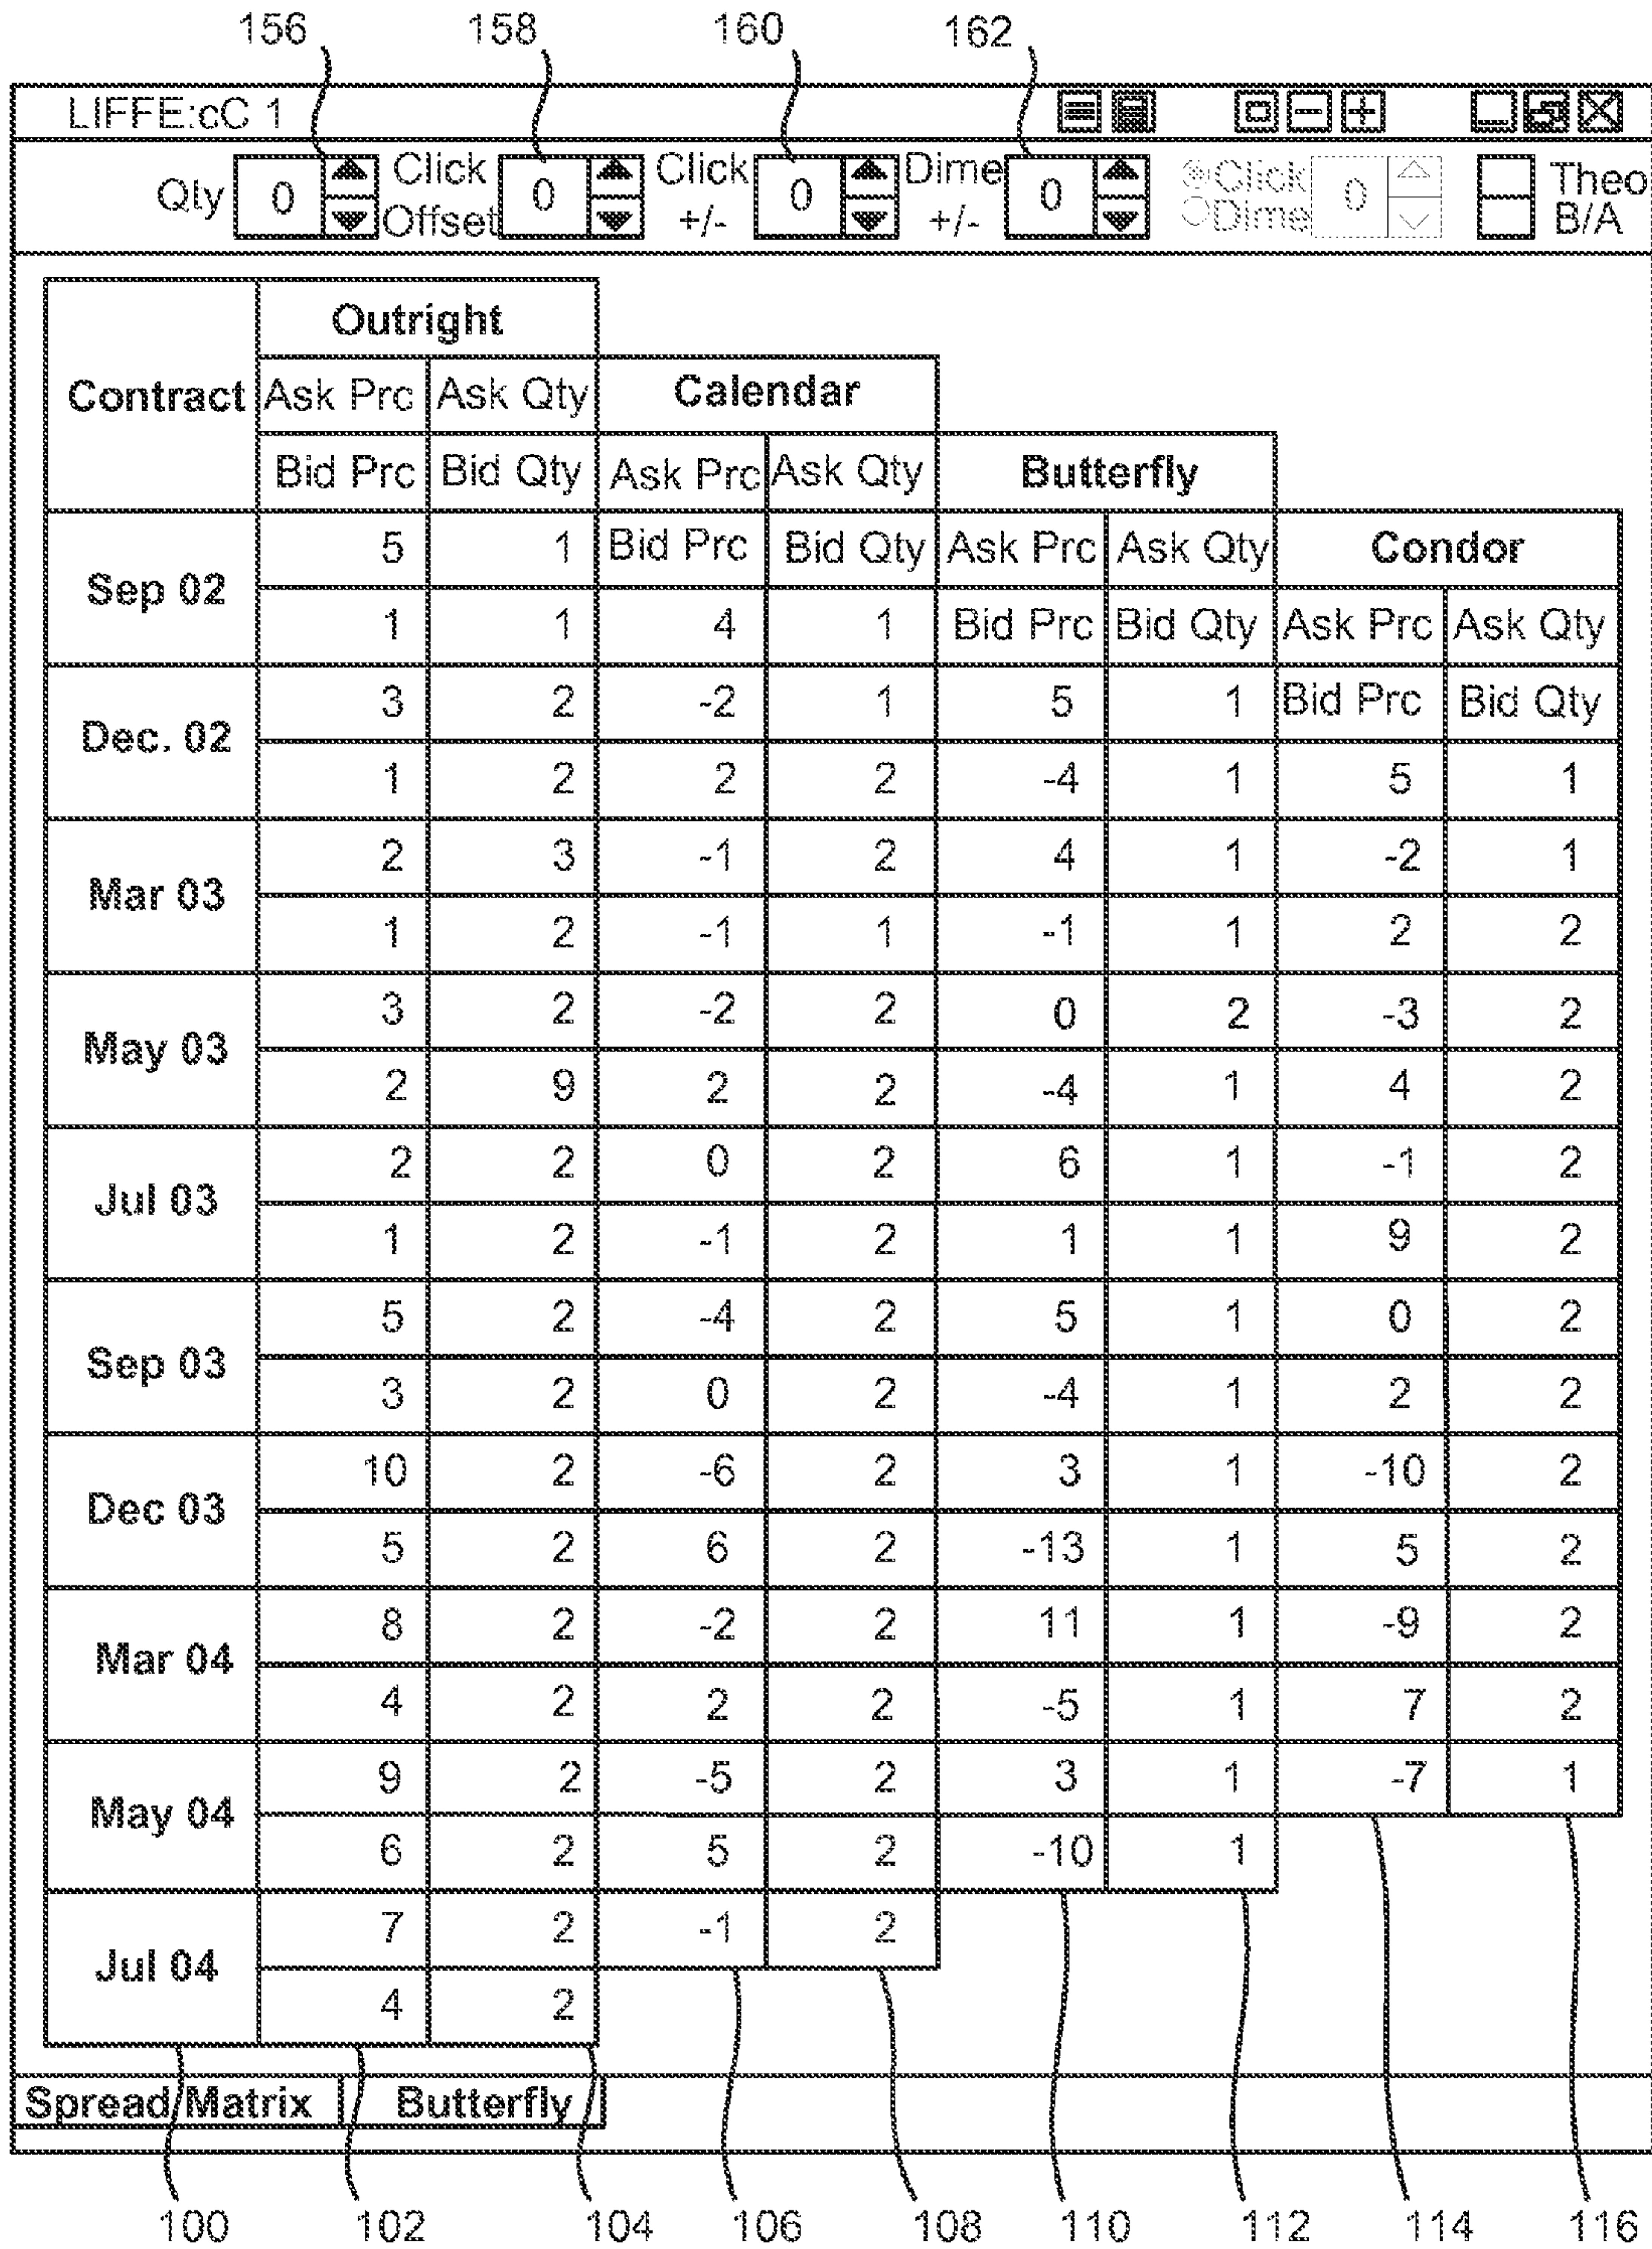 156 158 160 162
LIFFE:cC 1
Qty 0 Click Offset 0 Click +/- 0 Dime +/- 0 Click Dime 0 Theo B/A
Outright
Contract Ask Prc Ask Qty Calendar
Bid Prc Bid Qty Ask Prc Ask Qty Butterfly
Sep 02 5 1 Bid Prc Bid Qty Ask Prc Ask Qty Condor
1 1 4 1 Bid Prc Bid Qty Ask Prc Ask Qty
Dec. 02 3 2 -2 1 5 1 Bid Prc Bid Qty
1 2 2 2 -4 1 5 1
Mar 03 2 3 -1 2 4 1 -2 1
1 2 -1 1 -1 1 2 2
May 03 3 2 -2 2 0 2 -3 2
2 9 2 2 -4 1 4 2
Jul 03 2 2 0 2 6 1 -1 2
1 2 -1 2 1 1 9 2
Sep 03 5 2 -4 2 5 1 0 2
3 2 0 2 -4 1 2 2
Dec 03 10 2 -6 2 3 1 -10 2
5 2 6 2 -13 1 5 2
Mar 04 8 2 -2 2 11 1 -9 2
4 2 2 2 -5 1 7 2
May 04 9 2 -5 2 3 1 -7 1
6 2 5 2 -10 1
Jul 04 7 2 -1 2
4 2
Spread/Matrix Butterfly
100 102 104 106 108 110 112 114 116